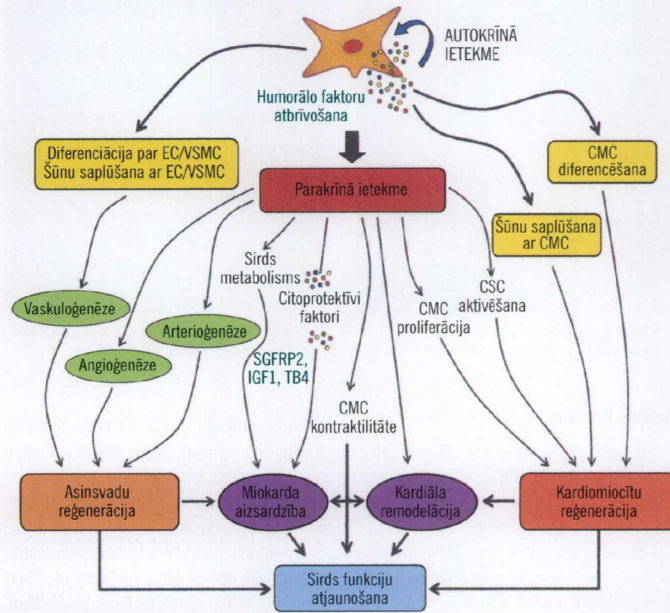 AUTOKRĪNĀ
IETEKME
Humorālo faktoru
atbrīvošana
Diferenciācija par EC/VSMC
Šūnu saplūšana ar EC/VSMC
CMC
diferencēšana
Parakrīnā ietekme
Šūnu saplūšana
ar CMC
Sirds
metabolisms
Citoprotektīvi
faktori
CSC
aktivēšana
CMC
proliferācija
Vaskuloģenēze
Arterioģenēze
Angioģenēze
SGFRP2,
IGF1, TB4
CMC
kontraktilitāte
Asinsvadu
reģenerācija
Miokarda
aizsardzība
Kardiāla
remodelācija
Kardiomiocītu
reģenerācija
Sirds funkciju
atjaunošana